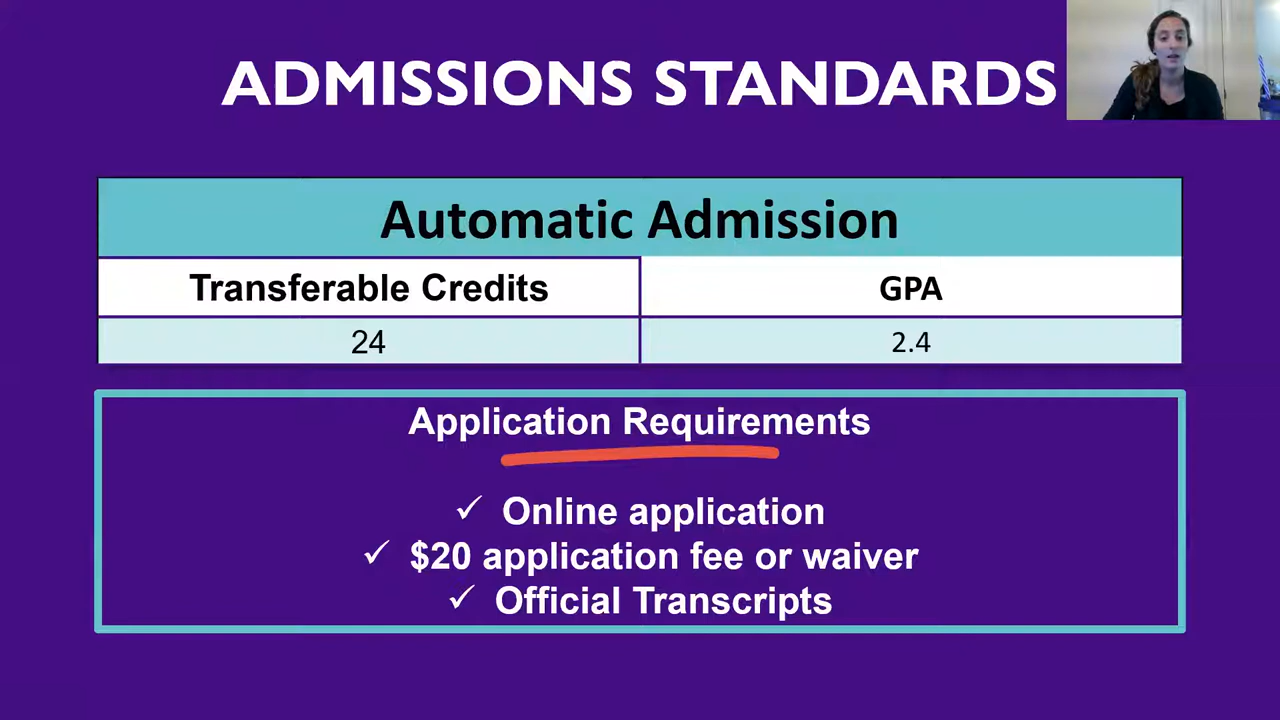 ADMISSIONS STANDARDS
Automatic Admission
Transferable Credits
GPA
24
2.4
Application Requirements
✓ Online application
✓ $20 application fee or waiver
✓ Official Transcripts